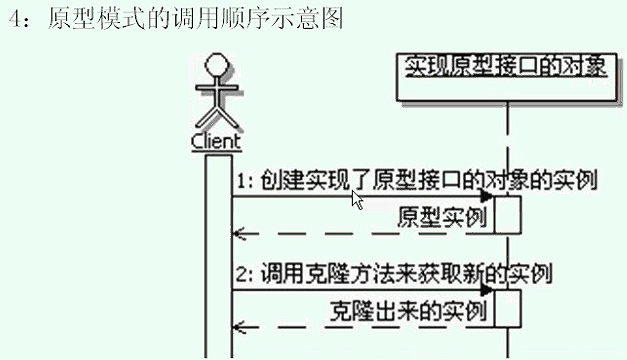 4：原型模式的调用顺序示意图
实现原型接口的对象
Client
1: 创建实现了原型接口的对象的实例
原型实例
2: 调用克隆方法来获取新的实例
克隆出来的实例